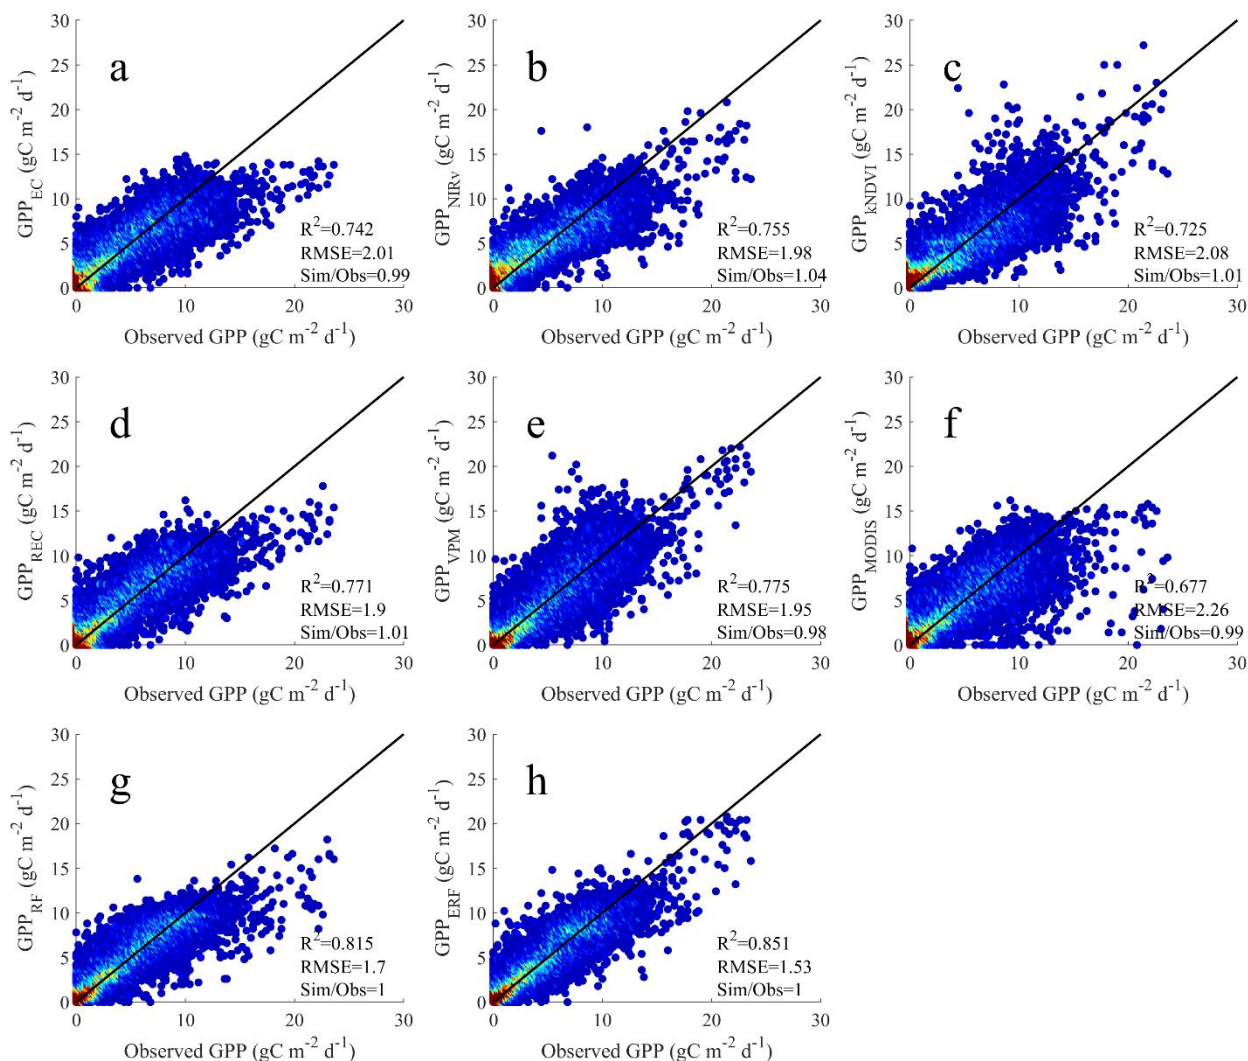 a
GPP_EC (gC m^-2 d^-1)
30
25
20
15
10
5
0
R^2=0.742
RMSE=2.01
Sim/Obs=0.99
0 10 20 30
Observed GPP (gC m^-2 d^-1)
b
GPP_NIRv (gC m^-2 d^-1)
30
25
20
15
10
5
0
R^2=0.755
RMSE=1.98
Sim/Obs=1.04
0 10 20 30
Observed GPP (gC m^-2 d^-1)
c
GPP_kNDVI (gC m^-2 d^-1)
30
25
20
15
10
5
0
R^2=0.725
RMSE=2.08
Sim/Obs=1.01
0 10 20 30
Observed GPP (gC m^-2 d^-1)
d
GPP_REC (gC m^-2 d^-1)
30
25
20
15
10
5
0
R^2=0.771
RMSE=1.9
Sim/Obs=1.01
0 10 20 30
Observed GPP (gC m^-2 d^-1)
e
GPP_VPM (gC m^-2 d^-1)
30
25
20
15
10
5
0
R^2=0.775
RMSE=1.95
Sim/Obs=0.98
0 10 20 30
Observed GPP (gC m^-2 d^-1)
f
GPP_MODIS (gC m^-2 d^-1)
30
25
20
15
10
5
0
R^2=0.677
RMSE=2.26
Sim/Obs=0.99
0 10 20 30
Observed GPP (gC m^-2 d^-1)
g
GPP_RF (gC m^-2 d^-1)
30
25
20
15
10
5
0
R^2=0.815
RMSE=1.7
Sim/Obs=1
0 10 20 30
Observed GPP (gC m^-2 d^-1)
h
GPP_ERF (gC m^-2 d^-1)
30
25
20
15
10
5
0
R^2=0.851
RMSE=1.53
Sim/Obs=1
0 10 20 30
Observed GPP (gC m^-2 d^-1)